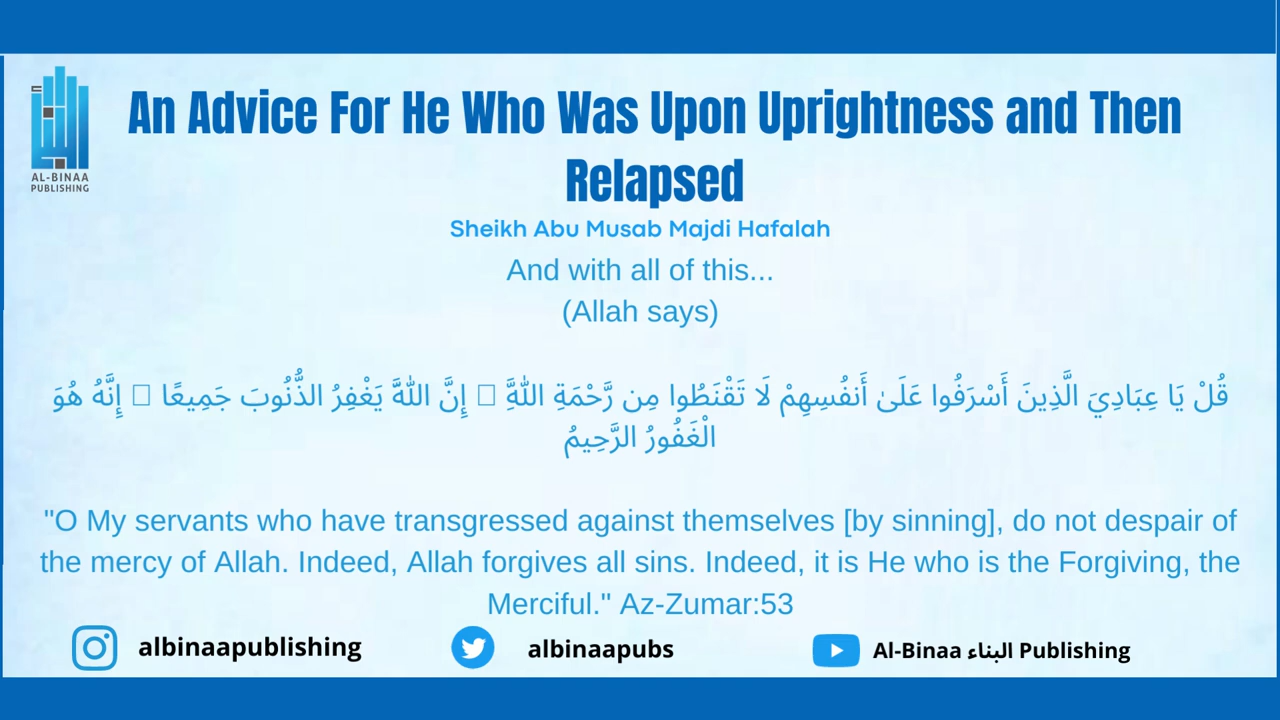 An Advice For He Who Was Upon Uprightness and Then
Relapsed
AL-BINAA
PUBLISHING
Sheikh Abu Musab Majdi Hafalah
And with all of this...
(Allah says)
قُلْ يَا عِبَادِيَ الَّذِينَ أَسْرَفُوا عَلَىٰ أَنفُسِهِمْ لَا تَقْنَطُوا مِن رَّحْمَةِ اللَّهِ □ إِنَّ اللَّهَ يَغْفِرُ الذُّنُوبَ جَمِيعًا □ إِنَّهُ هُوَ
الْغَفُورُ الرَّحِيمُ
"O My servants who have transgressed against themselves [by sinning], do not despair of
the mercy of Allah. Indeed, Allah forgives all sins. Indeed, it is He who is the Forgiving, the
Merciful." Az-Zumar:53
albinaapublishing
albinaapubs
Al-Binaa البناء Publishing